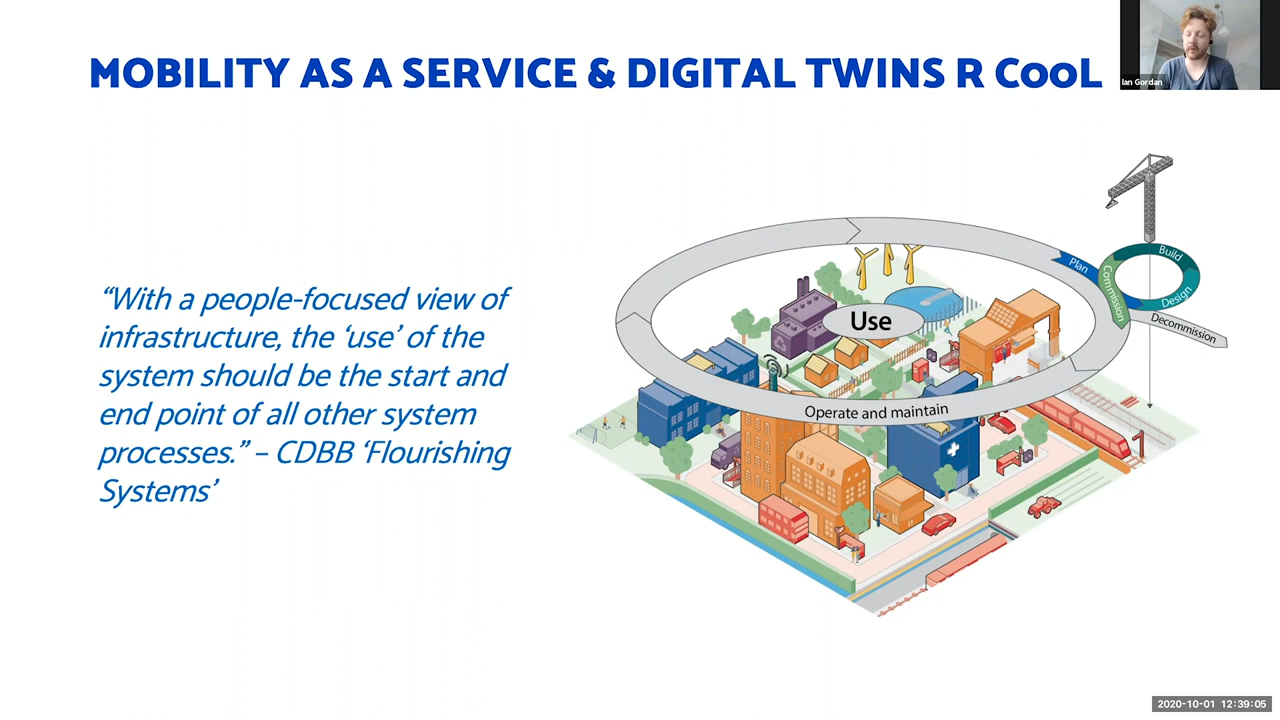 MOBILITY AS A SERVICE & DIGITAL TWINS R CooL
Ian Gordan
“With a people-focused view of
infrastructure, the ‘use’ of the
system should be the start and
end point of all other system
processes.” – CDBB ‘Flourishing
Systems’
Build
Plan
Commission
Design
Use
Decommission
Operate and maintain
2020-10-01 12:39:05